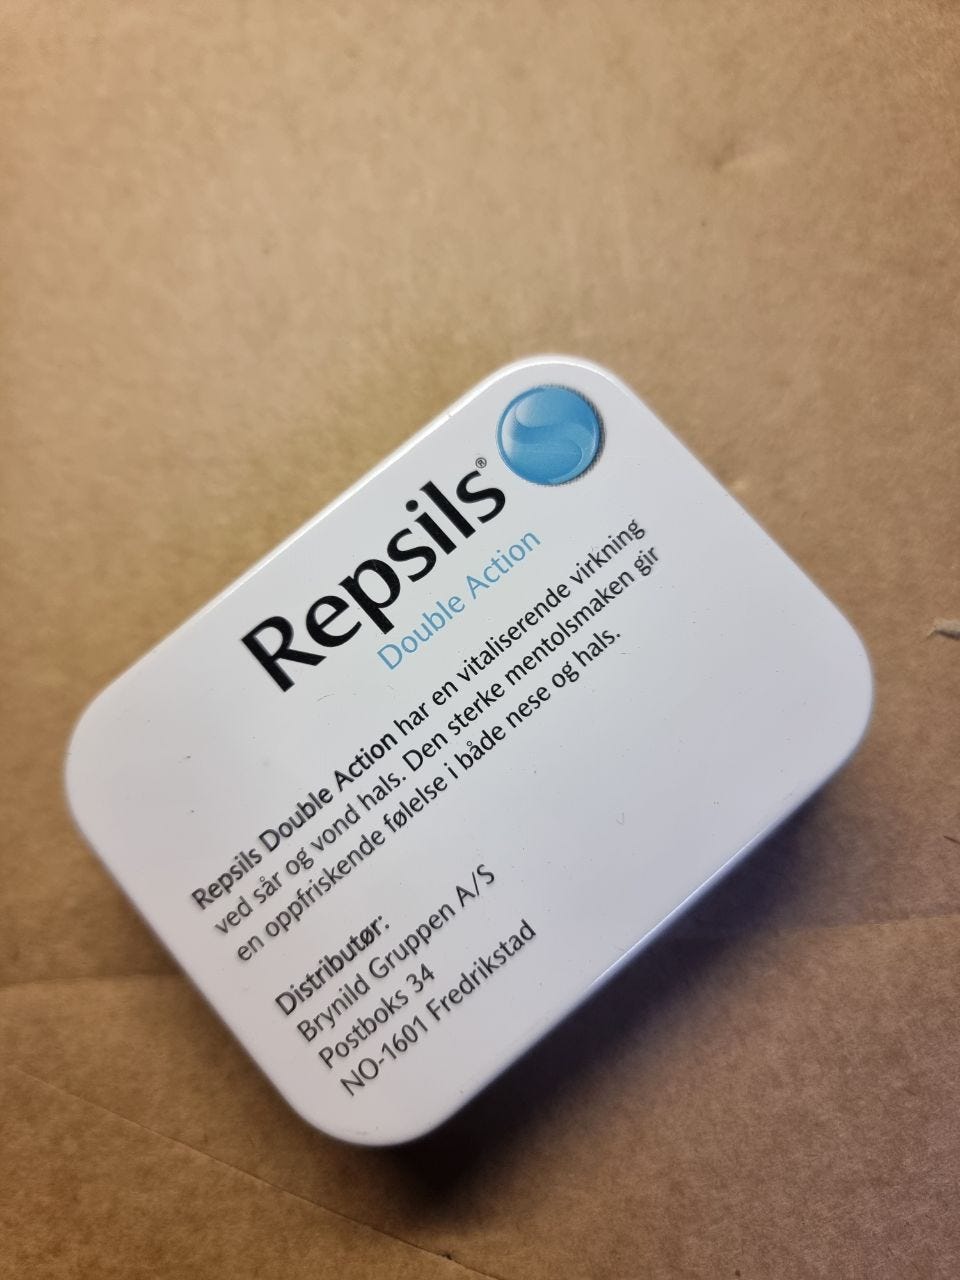 Repsils®
Double Action
Repsils Double Action har en vitaliserende virkning
ved sår og vond hals. Den sterke mentolsmaken gir
en oppfriskende følelse i både nese og hals.
Distributør:
Brynild Gruppen A/S
Postboks 34
NO-1601 Fredrikstad